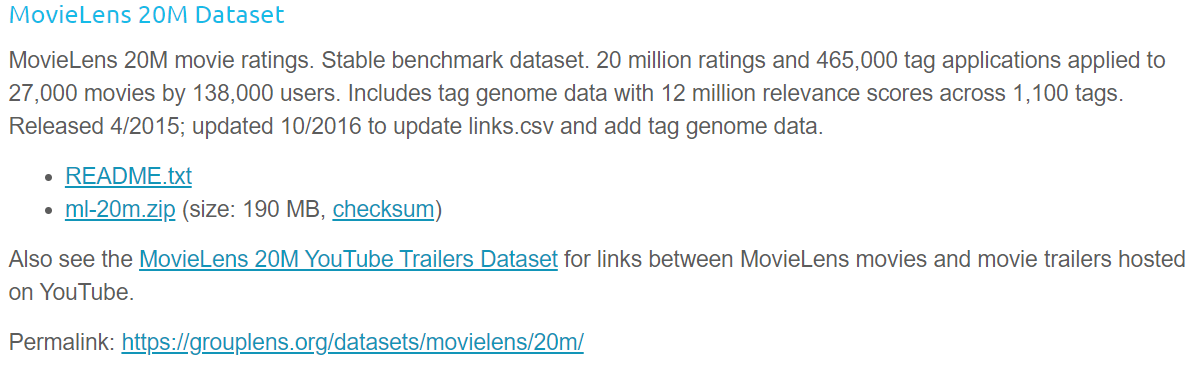 MovieLens 20M Dataset
MovieLens 20M movie ratings. Stable benchmark dataset. 20 million ratings and 465,000 tag applications applied to
27,000 movies by 138,000 users. Includes tag genome data with 12 million relevance scores across 1,100 tags.
Released 4/2015; updated 10/2016 to update links.csv and add tag genome data.
• README.txt
• ml-20m.zip (size: 190 MB, checksum)
Also see the MovieLens 20M YouTube Trailers Dataset for links between MovieLens movies and movie trailers hosted
on YouTube.
Permalink: https://grouplens.org/datasets/movielens/20m/